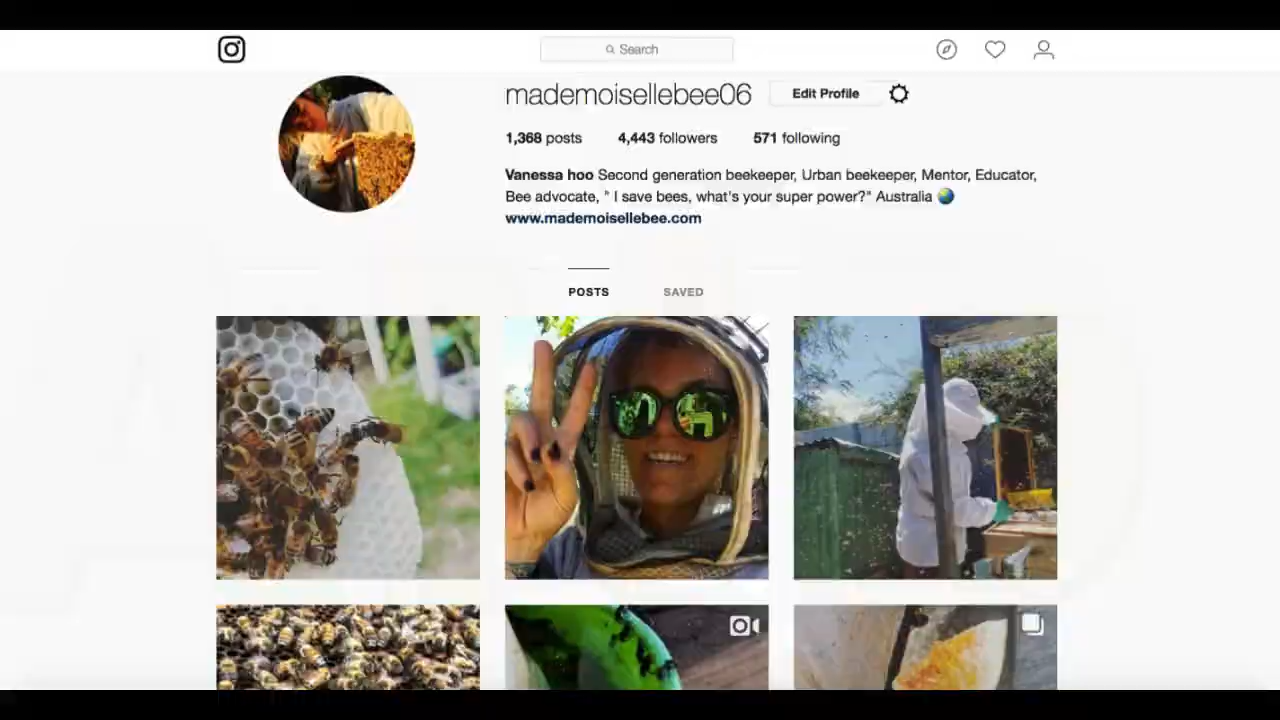 Search
mademoisellebee06 Edit Profile
1,368 posts 4,443 followers 571 following
Vanessa hoo Second generation beekeeper, Urban beekeeper, Mentor, Educator,
Bee advocate, " I save bees, what's your super power?" Australia 🌏
www.mademoisellebee.com
POSTS SAVED